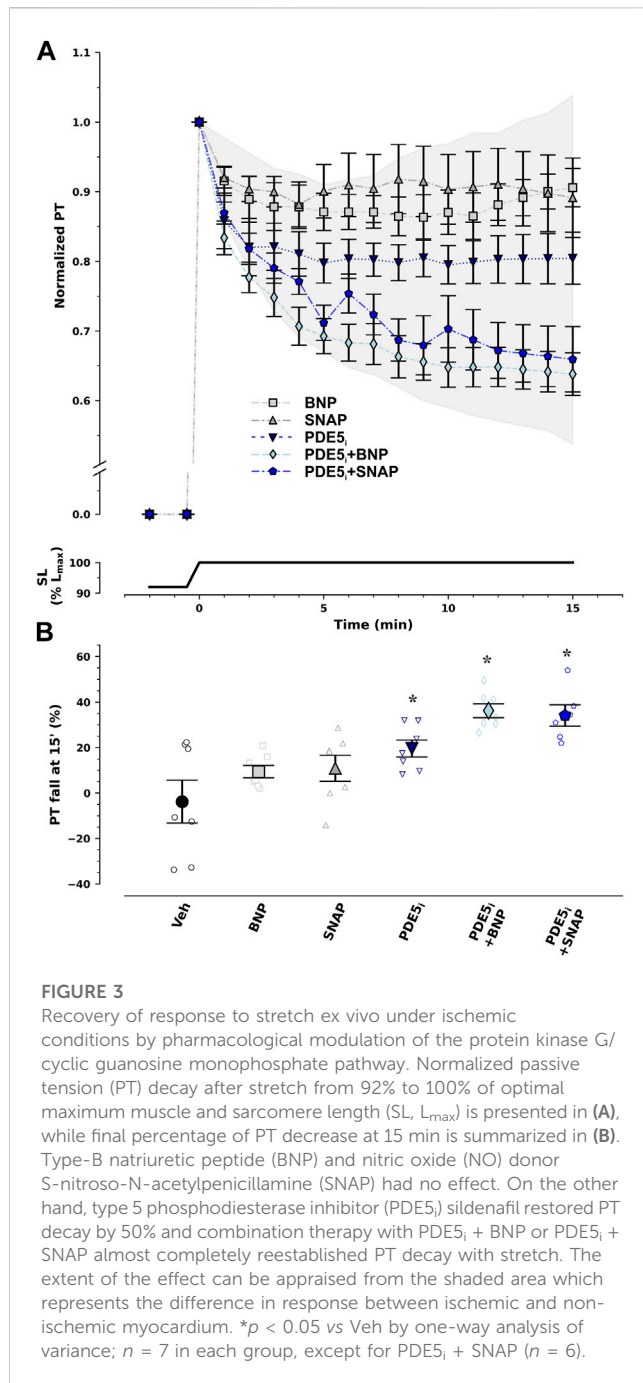 A
1.1
1.0
0.9
0.8
0.7
0.6
0.0
Normalized PT
BNP
SNAP
PDE5i
PDE5i+BNP
PDE5i+SNAP
SL
(% Lmax)
100
90
0
5
10
15
Time (min)
B
PT fall at 15' (%)
60
40
20
0
−20
−40
*
*
*
Veh
BNP
SNAP
PDE5i
PDE5i
+BNP
PDE5i
+SNAP
FIGURE 3
Recovery of response to stretch ex vivo under ischemic
conditions by pharmacological modulation of the protein kinase G/
cyclic guanosine monophosphate pathway. Normalized passive
tension (PT) decay after stretch from 92% to 100% of optimal
maximum muscle and sarcomere length (SL, Lmax) is presented in (A),
while final percentage of PT decrease at 15 min is summarized in (B).
Type-B natriuretic peptide (BNP) and nitric oxide (NO) donor
S-nitroso-N-acetylpenicillamine (SNAP) had no effect. On the other
hand, type 5 phosphodiesterase inhibitor (PDE5i) sildenafil restored PT
decay by 50% and combination therapy with PDE5i + BNP or PDE5i +
SNAP almost completely reestablished PT decay with stretch. The
extent of the effect can be appraised from the shaded area which
represents the difference in response between ischemic and non-
ischemic myocardium. *p < 0.05 vs Veh by one-way analysis of
variance; n = 7 in each group, except for PDE5i + SNAP (n = 6).